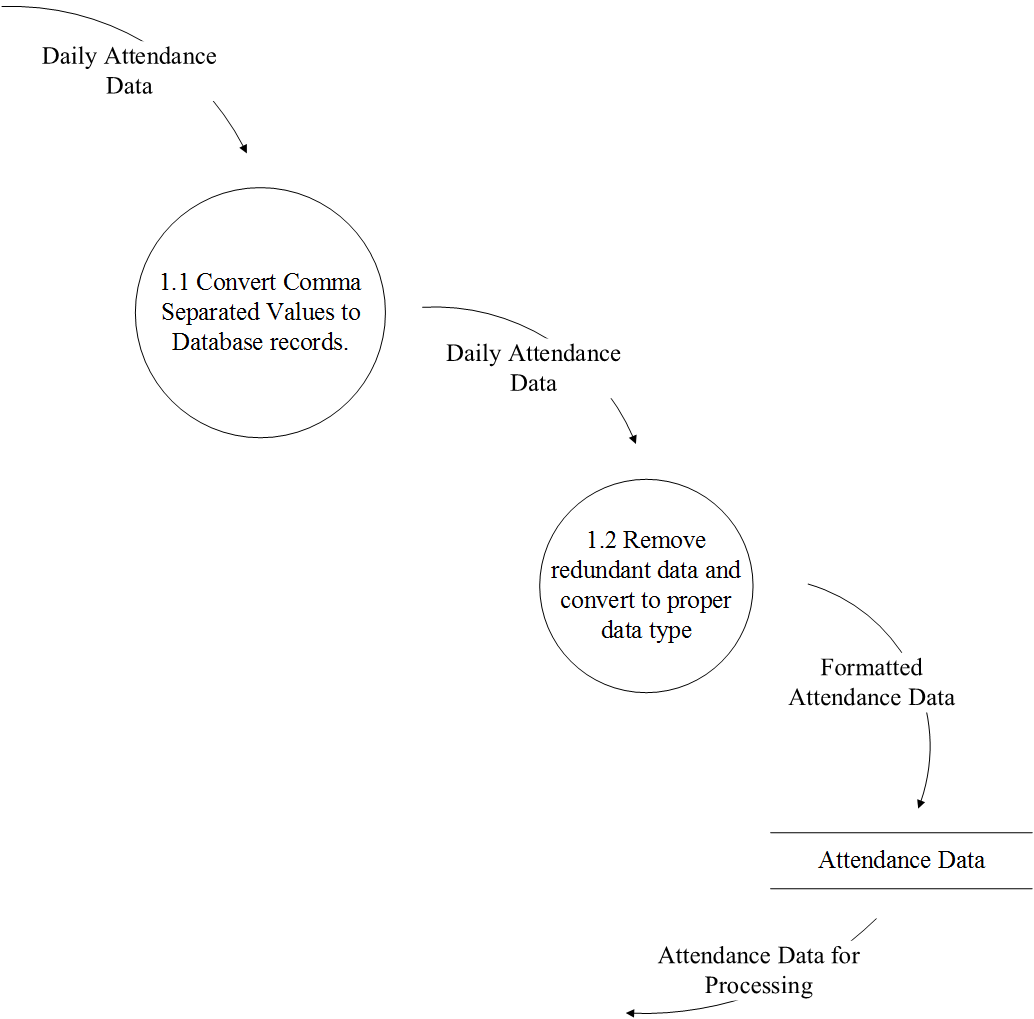 Daily Attendance
Data
1.1 Convert Comma
Separated Values to
Database records.
Daily Attendance
Data
1.2 Remove
redundant data and
convert to proper
data type
Formatted
Attendance Data
Attendance Data
Attendance Data for
Processing